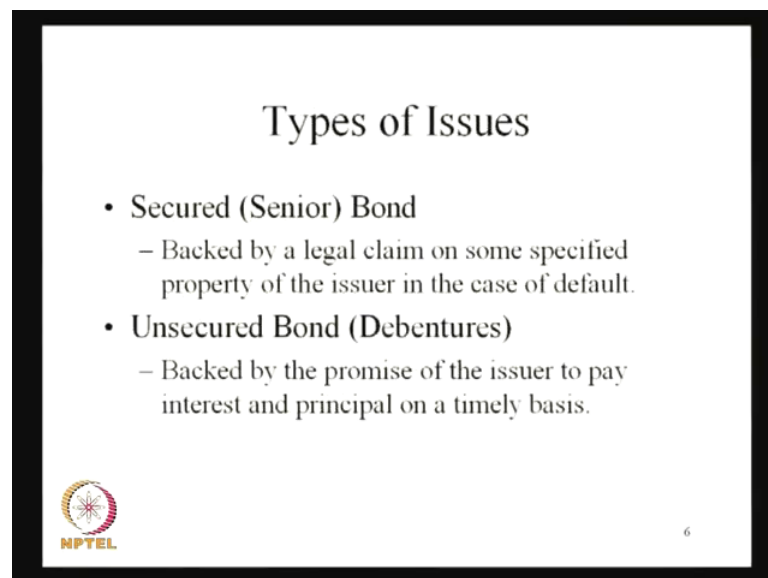 Types of Issues
• Secured (Senior) Bond
– Backed by a legal claim on some specified
property of the issuer in the case of default.
• Unsecured Bond (Debentures)
– Backed by the promise of the issuer to pay
interest and principal on a timely basis.
NPTEL
6